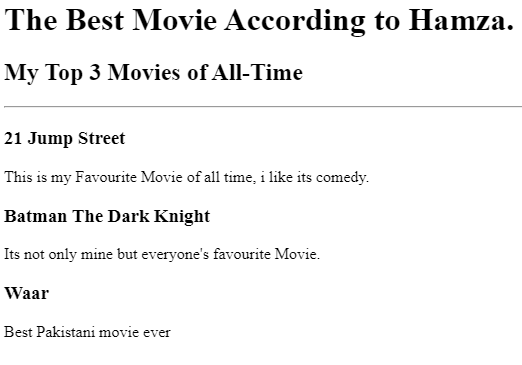 The Best Movie According to Hamza.
My Top 3 Movies of All-Time
21 Jump Street
This is my Favourite Movie of all time, i like its comedy.
Batman The Dark Knight
Its not only mine but everyone's favourite Movie.
Waar
Best Pakistani movie ever